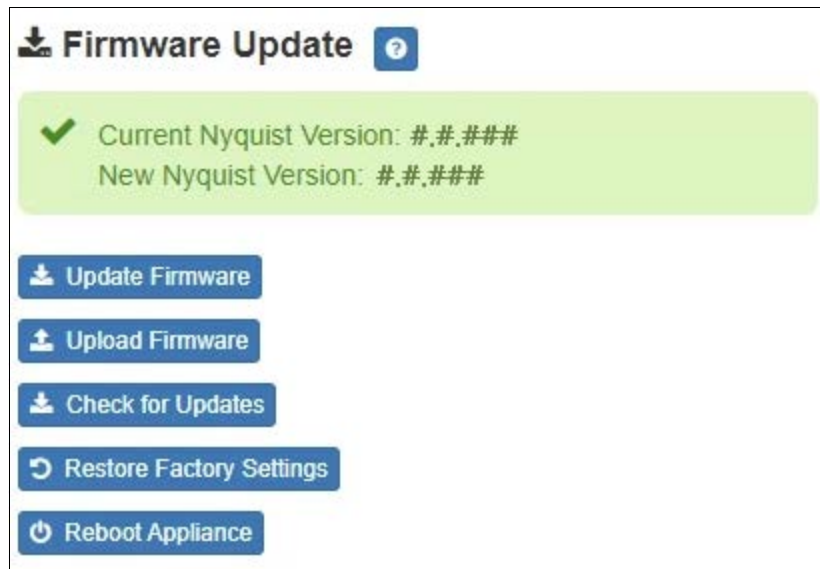 Firmware Update ?
Current Nyquist Version: #.#.###
New Nyquist Version: #.#.###
Update Firmware
Upload Firmware
Check for Updates
Restore Factory Settings
Reboot Appliance